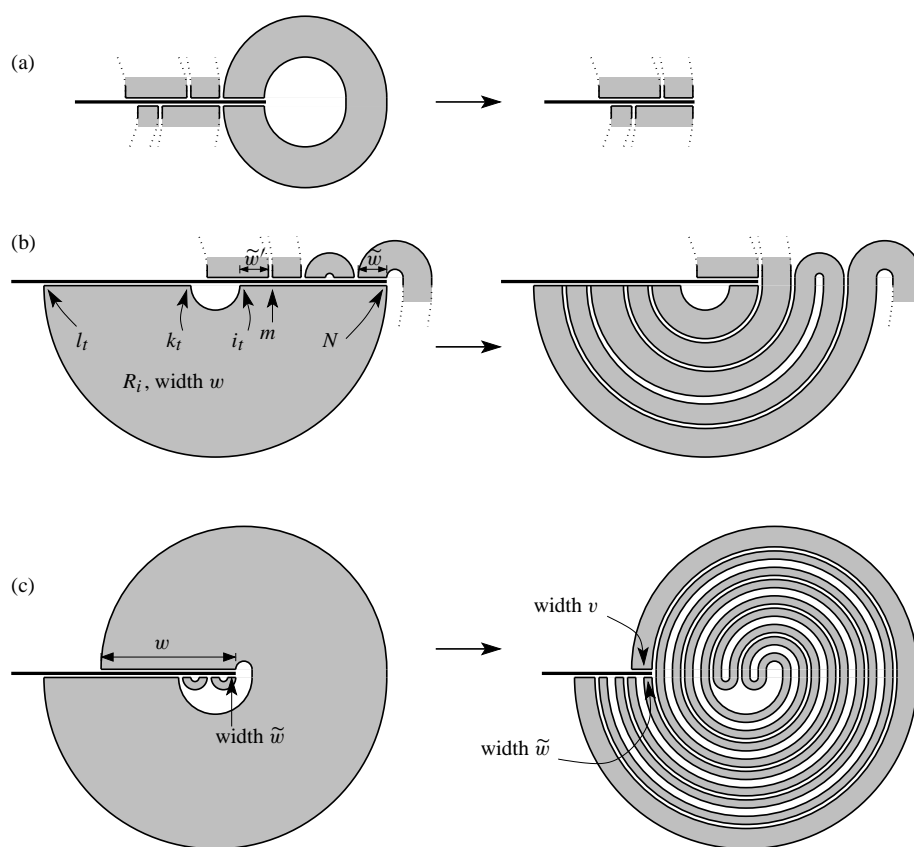 (a)
(b)
w̃′ w̃
l_t k_t i_t m N
R_i, width w
(c)
w
width w̃
width v
width w̃